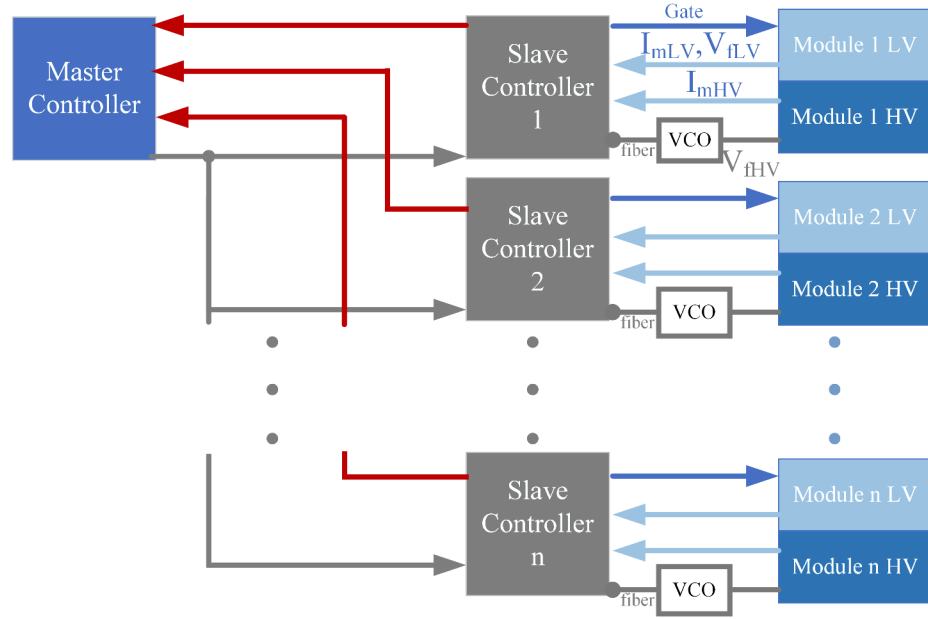 Master
Controller
Slave
Controller
1
Gate
ImLV,VfLV
ImHV
fiber
VCO
VfHV
Module 1 LV
Module 1 HV
Slave
Controller
2
fiber
VCO
Module 2 LV
Module 2 HV
Slave
Controller
n
fiber
VCO
Module n LV
Module n HV